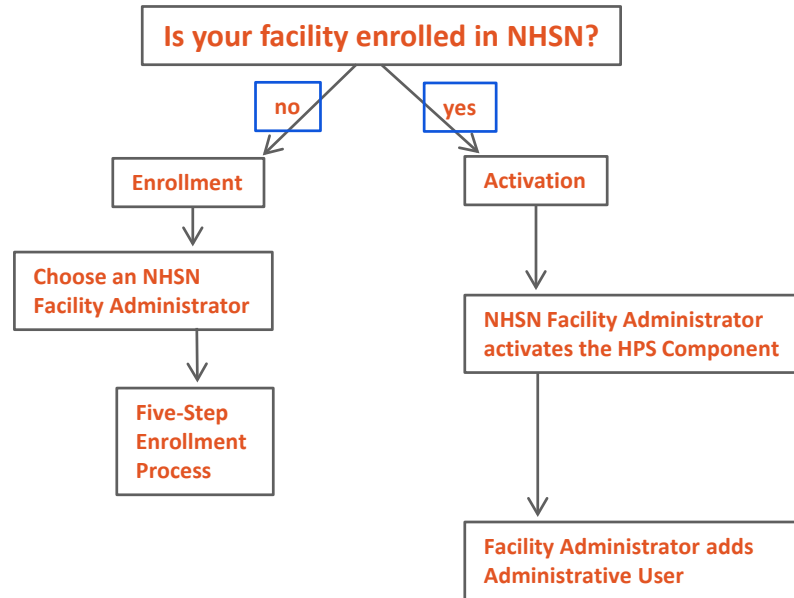 Is your facility enrolled in NHSN?
no
yes
Enrollment
Activation
Choose an NHSN
Facility Administrator
NHSN Facility Administrator
activates the HPS Component
Five-Step
Enrollment
Process
Facility Administrator adds
Administrative User